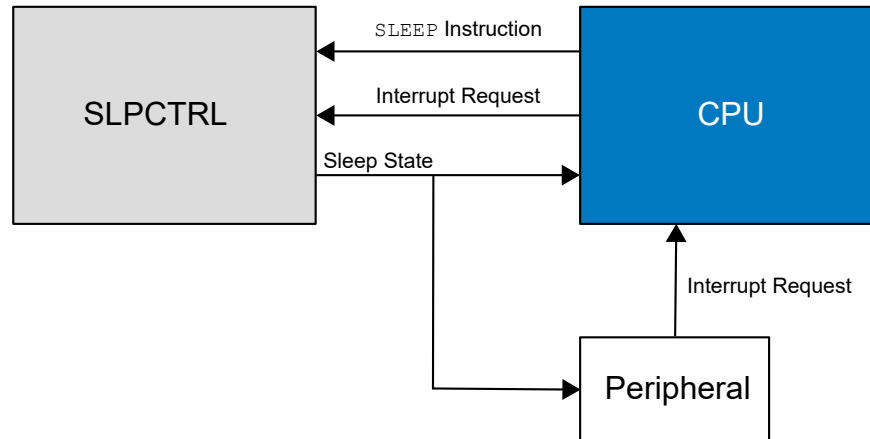 SLEEP Instruction
SLPCTRL
Interrupt Request
CPU
Sleep State
Interrupt Request
Peripheral